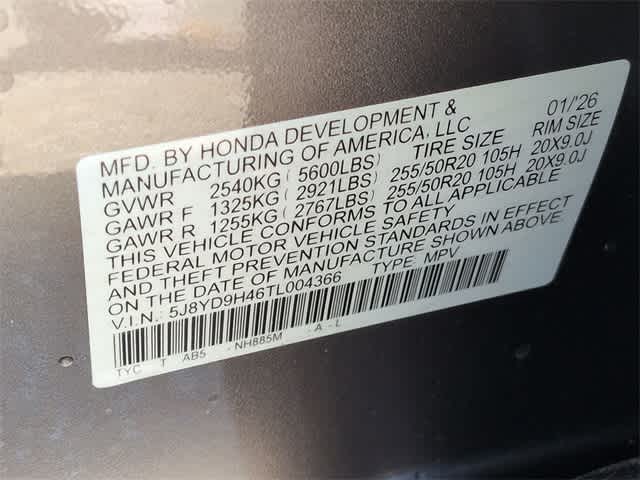 MFD. BY HONDA DEVELOPMENT & 01/'26
MANUFACTURING OF AMERICA, LLC
TIRE SIZE RIM SIZE
GVWR 2540KG(5600LBS)
GAWR F 1325KG(2921LBS) 255/50R20 105H 20X9.0J
GAWR R 1255KG(2767LBS) 255/50R20 105H 20X9.0J
THIS VEHICLE CONFORMS TO ALL APPLICABLE
FEDERAL MOTOR VEHICLE SAFETY
AND THEFT PREVENTION STANDARDS IN EFFECT
ON THE DATE OF MANUFACTURE SHOWN ABOVE.
V.I.N.: 5J8YD9H46TL004366 TYPE: MPV
TYC T AB5 - NH885M - A - L